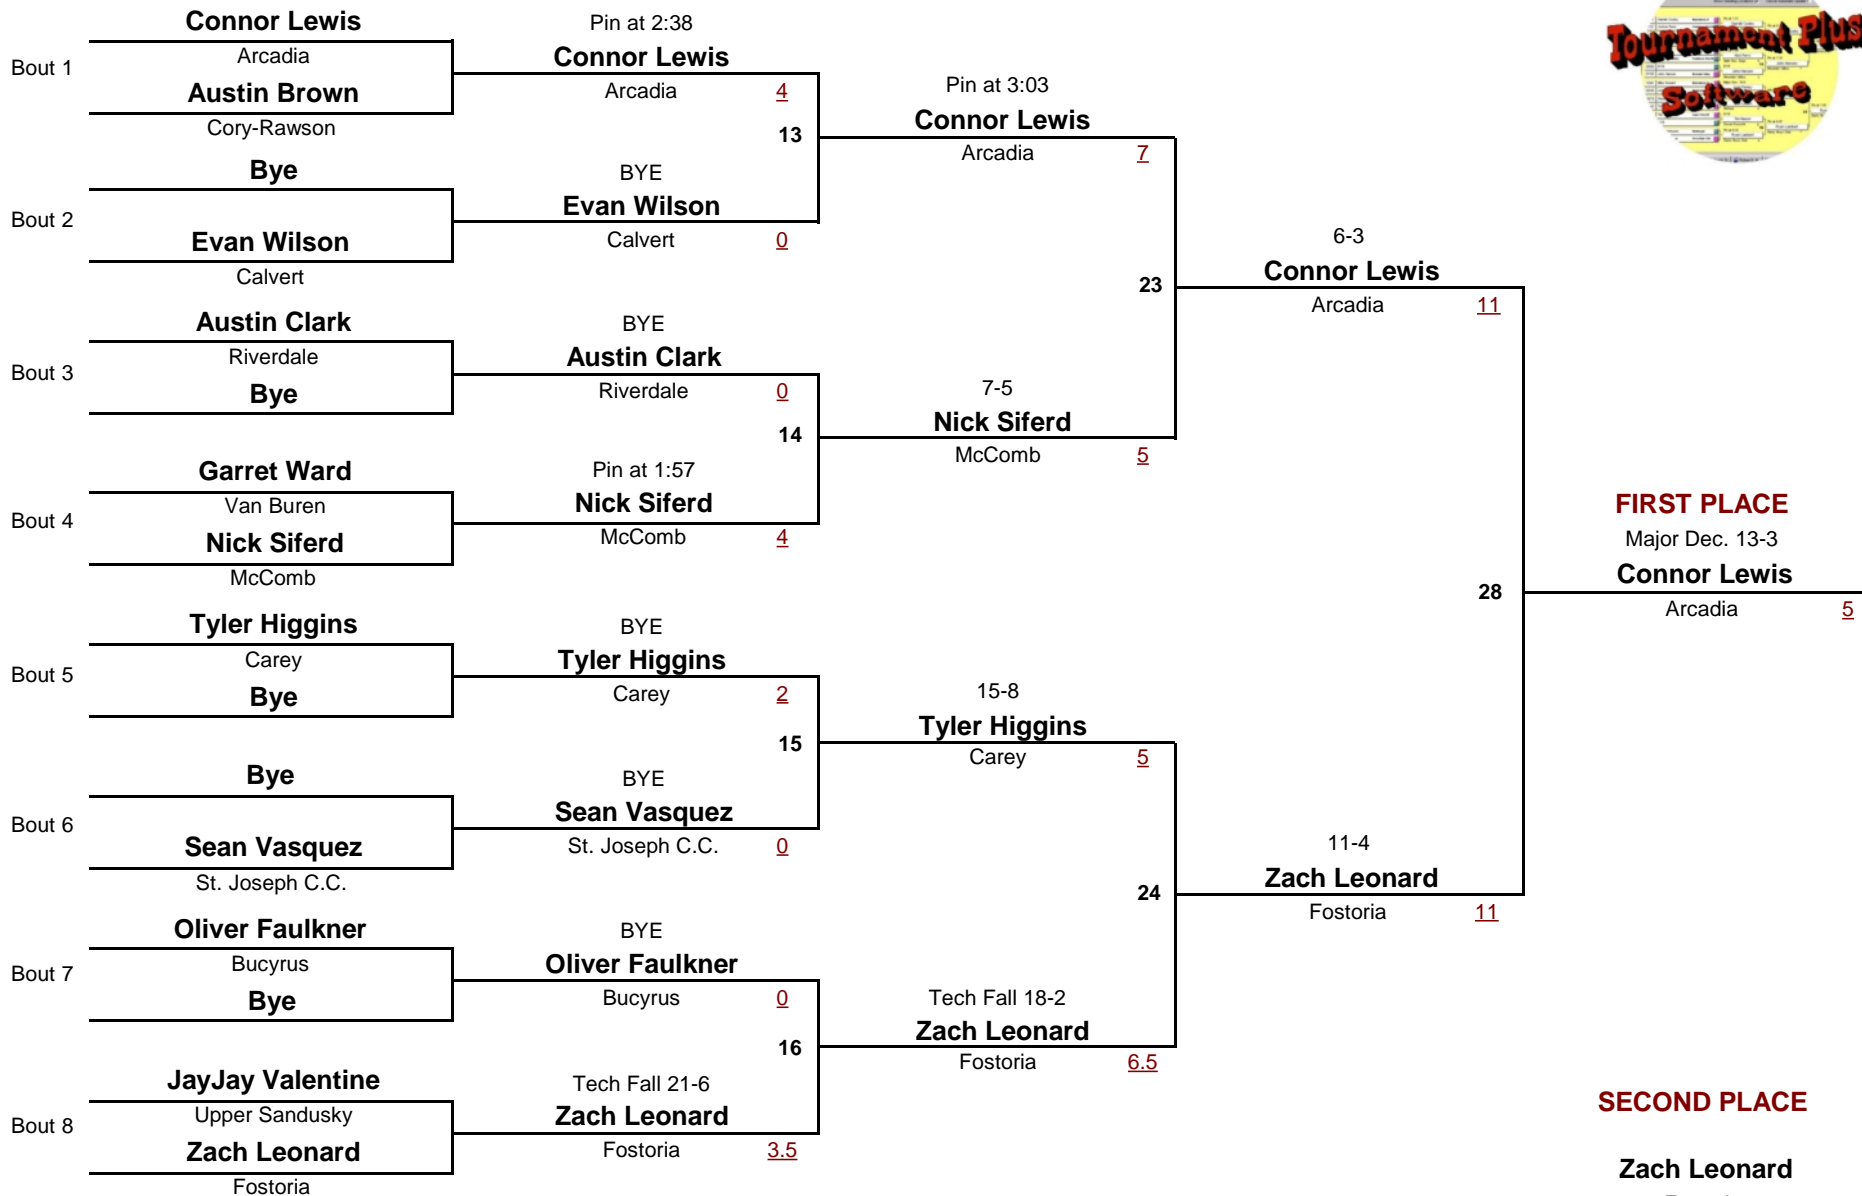 Connor Lewis
Bout 1
Arcadia
Austin Brown
Cory-Rawson
Bye
Bout 2
Evan Wilson
Calvert
Austin Clark
Bout 3
Riverdale
Bye
Garret Ward
Bout 4
Van Buren
Nick Siferd
McComb
Tyler Higgins
Bout 5
Carey
Bye
Bye
Bout 6
Sean Vasquez
St. Joseph C.C.
Oliver Faulkner
Bout 7
Bucyrus
Bye
JayJay Valentine
Bout 8
Upper Sandusky
Zach Leonard
Fostoria
Pin at 2:38
Connor Lewis
Arcadia 4
13
BYE
Evan Wilson
Calvert 0
BYE
Austin Clark
Riverdale 0
14
Pin at 1:57
Nick Siferd
McComb 4
BYE
Tyler Higgins
Carey 2
15
BYE
Sean Vasquez
St. Joseph C.C. 0
BYE
Oliver Faulkner
Bucyrus 0
16
Tech Fall 21-6
Zach Leonard
Fostoria 3.5
Pin at 3:03
Connor Lewis
Arcadia 7
23
7-5
Nick Siferd
McComb 5
15-8
Tyler Higgins
Carey 5
24
Tech Fall 18-2
Zach Leonard
Fostoria 6.5
6-3
Connor Lewis
Arcadia 11
28
11-4
Zach Leonard
Fostoria 11
Tournament Plus
Software
FIRST PLACE
Major Dec. 13-3
Connor Lewis
Arcadia 5
SECOND PLACE
Zach Leonard